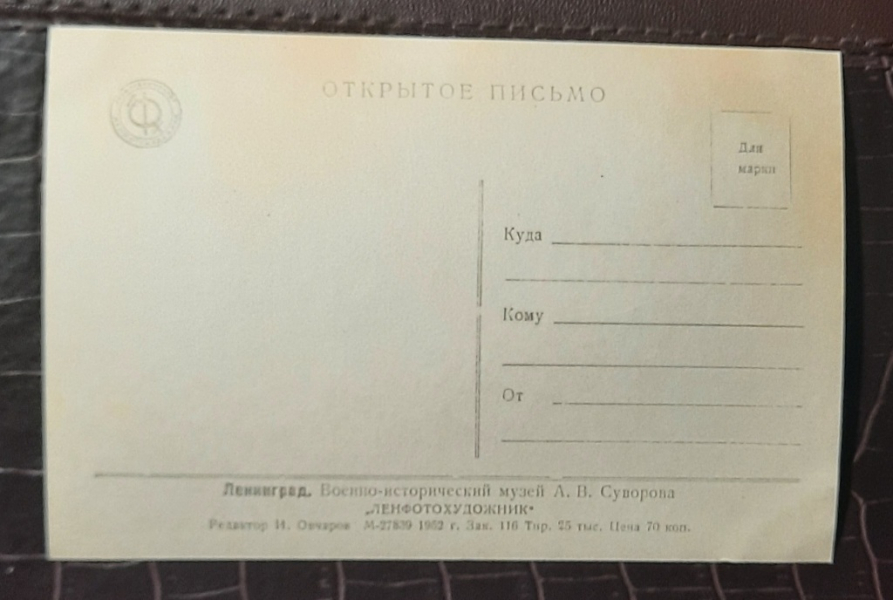 ОТКРЫТОЕ ПИСЬМО
Для
марки
Куда
Кому
От
Ленинград. Военно-исторический музей А. В. Суворова
„ЛЕНФОТОХУДОЖНИК“
Редактор И. Овчаров М-27839 1952 г. Зак. 116 Тир. 25 тыс. Цена 70 коп.